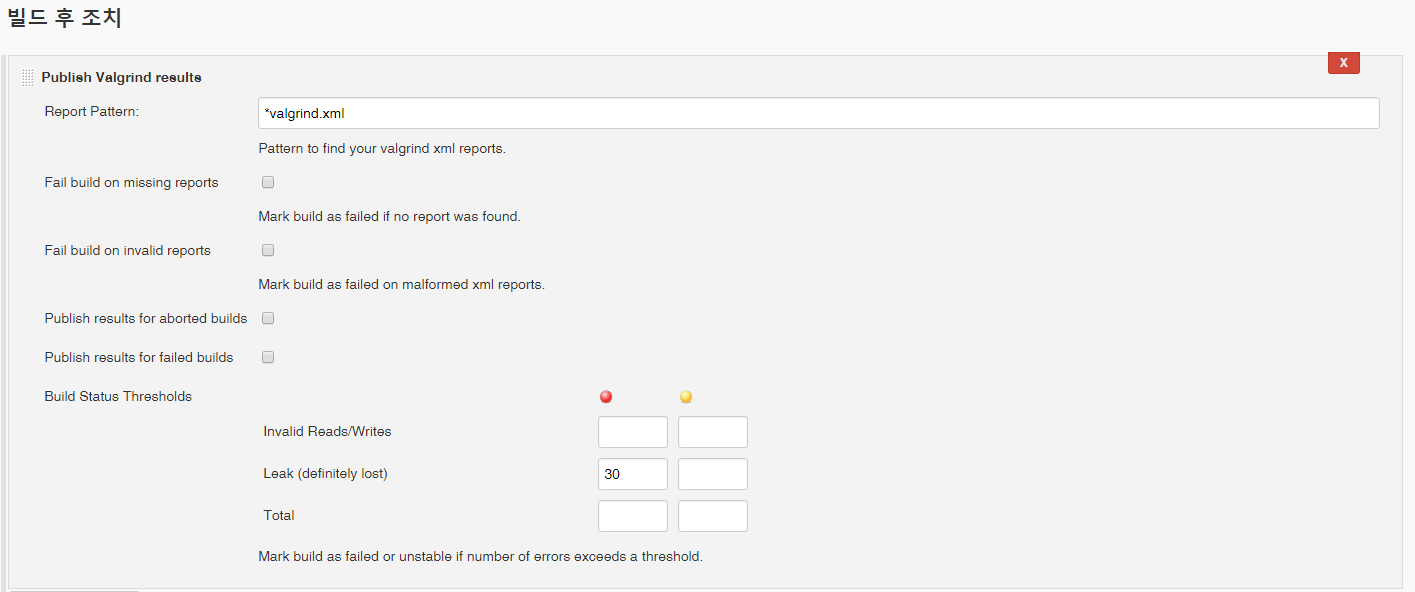 빌드 후 조치
Publish Valgrind results
X
Report Pattern:
*valgrind.xml
Pattern to find your valgrind xml reports.
Fail build on missing reports
Mark build as failed if no report was found.
Fail build on invalid reports
Mark build as failed on malformed xml reports.
Publish results for aborted builds
Publish results for failed builds
Build Status Thresholds
Invalid Reads/Writes
Leak (definitely lost) 30
Total
Mark build as failed or unstable if number of errors exceeds a threshold.